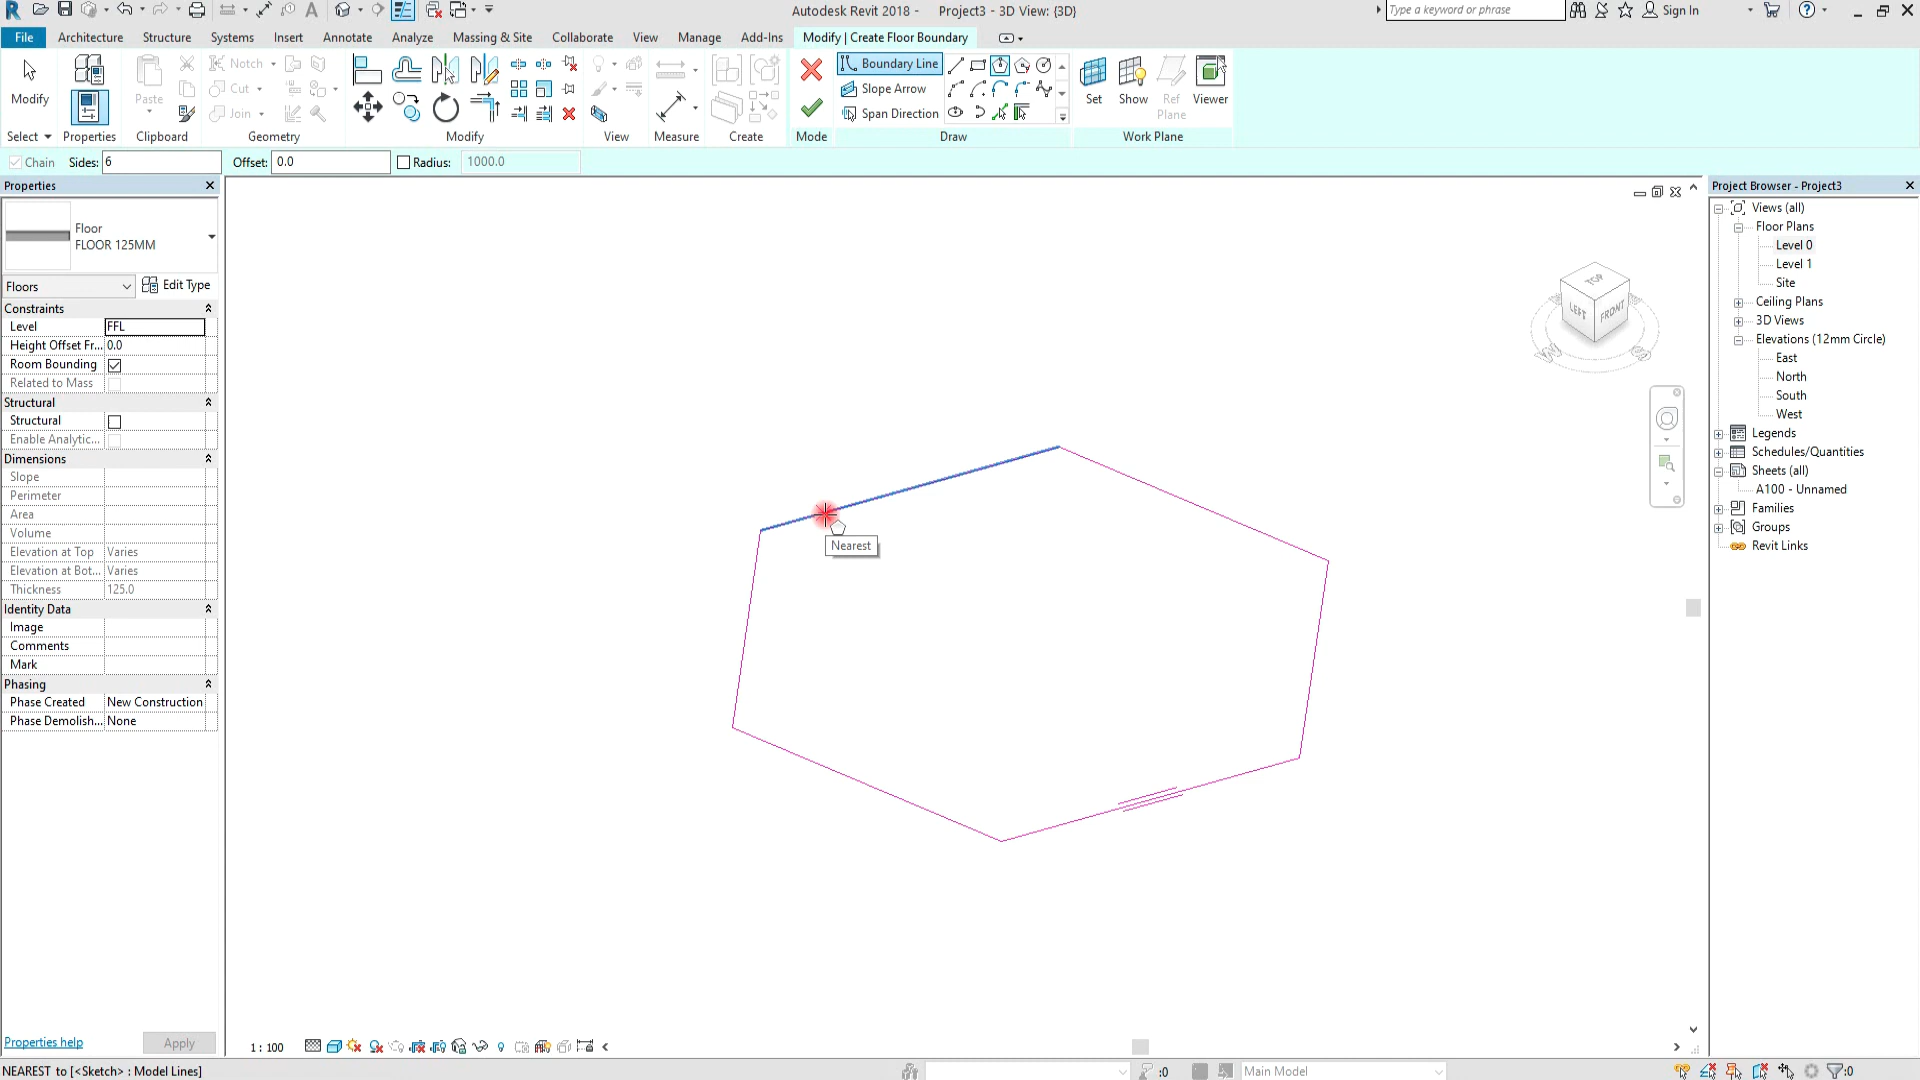 Autodesk Revit 2018 -    Project3 - 3D View: {3D}
Type a keyword or phrase
Sign In
File Architecture Structure Systems Insert Annotate Analyze Massing & Site Collaborate View Manage Add-Ins Modify | Create Floor Boundary
Modify
Paste
Notch
Cut
Join
Boundary Line
Slope Arrow
Span Direction
Set Show Ref Plane Viewer
Select Properties Clipboard Geometry Modify View Measure Create Mode Draw Work Plane
Chain Sides: 6 Offset: 0.0 Radius: 1000.0
Properties
Floor
FLOOR 125MM
Floors Edit Type
Constraints
Level FFL
Height Offset Fr... 0.0
Room Bounding
Related to Mass
Structural
Structural
Enable Analytic...
Dimensions
Slope
Perimeter
Area
Volume
Elevation at Top Varies
Elevation at Bot... Varies
Thickness 125.0
Identity Data
Image
Comments
Mark
Phasing
Phase Created New Construction
Phase Demolish... None
Properties help Apply
Nearest
TOP
LEFT FRONT
W
Project Browser - Project3
Views (all)
Floor Plans
Level 0
Level 1
Site
Ceiling Plans
3D Views
Elevations (12mm Circle)
East
North
South
West
Legends
Schedules/Quantities
Sheets (all)
A100 - Unnamed
Families
Groups
Revit Links
1 : 100
NEAREST to [<Sketch> : Model Lines]
:0
Main Model
:0